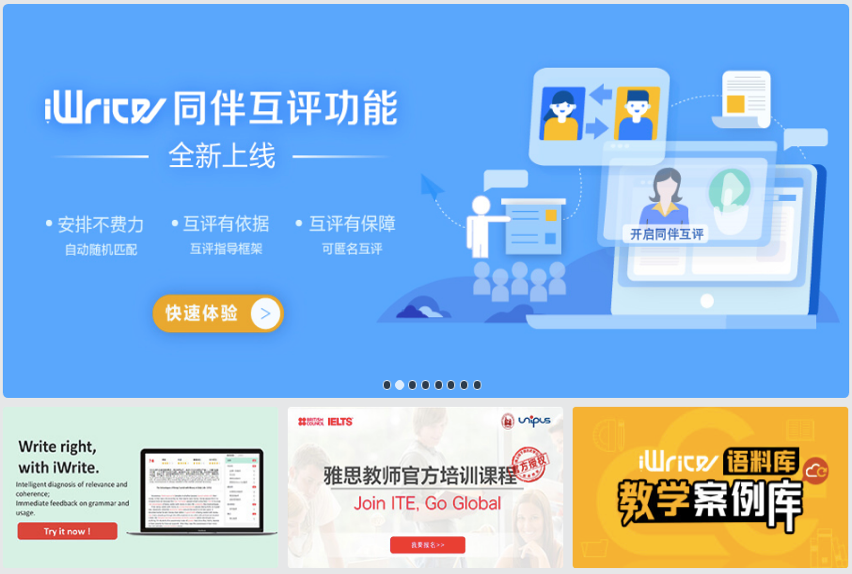 iWrite 同伴互评功能
全新上线
• 安排不费力 • 互评有依据 • 互评有保障
自动随机匹配 互评指导框架 可匿名互评
快速体验 >
开启同伴互评
Write right,
with iWrite.
Intelligent diagnosis of relevance and
coherence;
Immediate feedback on grammar and
usage.
Try it now !
BRITISH
COUNCIL
IELTS
unipus
雅思教师官方培训课程
官方版权
Join ITE, Go Global
我要报名>>
iWrite 语料库
教学案例库